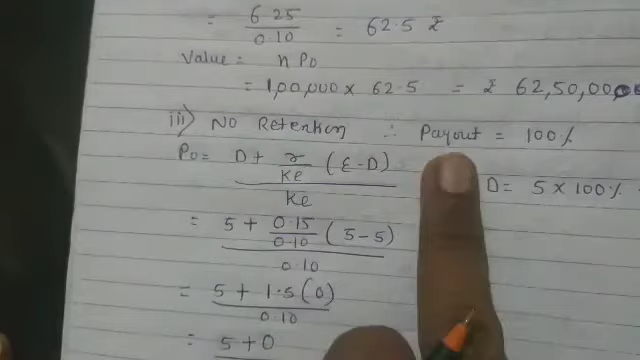 = 6.25 / 0.10 = 62.5 ₹
Value = n P0
= 1,00,000 x 62.5 = ₹ 62,50,00,0
iii) No Retention ∴ Payout = 100%
P0 = D + r/Ke (E-D) / Ke
D = 5 x 100%
= 5 + 0.15/0.10 (5-5) / 0.10
= 5 + 1.5 (0) / 0.10
= 5 + 0